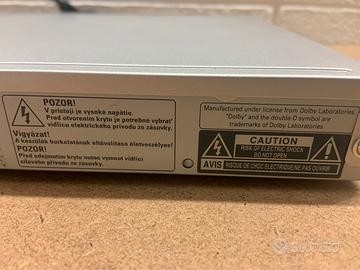 POZOR!
V pristoji je vysoké napätie.
Pred otvorením krytu je potrebné vybrať
vidlicu elektrického prívodu zo zásuvky.
Vigyázat!
A készülék burkolatának eltávolítása életveszélyes!
POZOR!
Před odejmutím krytu nutno vyjmout vidlici
síťového přívodu ze zásuvky.
Manufactured under license from Dolby Laboratories.
"Dolby" and the double-D symbol are
trademarks of Dolby Laboratories.
CAUTION
RISK OF ELECTRIC SHOCK
DO NOT OPEN
AVIS
RISQUE DE CHOC ELECTRIQUE NE PAS OUVRIR
SUBITO